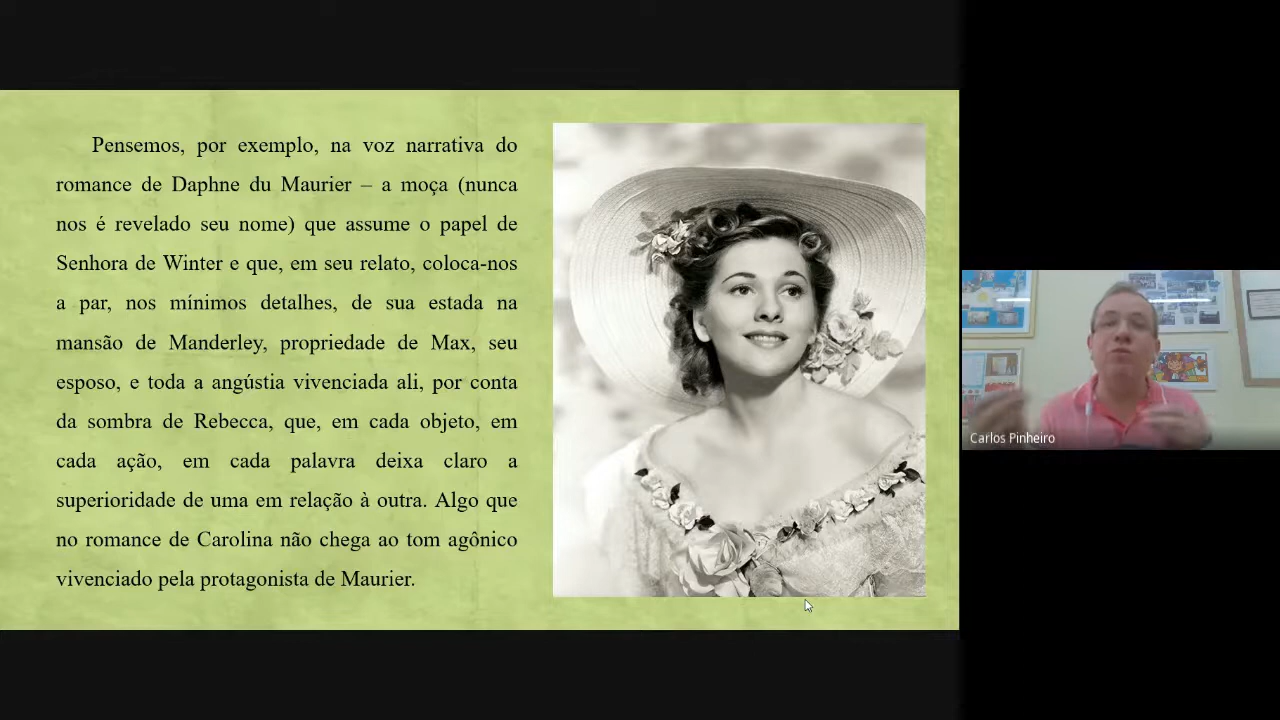 Pensemos, por exemplo, na voz narrativa do
romance de Daphne du Maurier – a moça (nunca
nos é revelado seu nome) que assume o papel de
Senhora de Winter e que, em seu relato, coloca-nos
a par, nos mínimos detalhes, de sua estada na
mansão de Manderley, propriedade de Max, seu
esposo, e toda a angústia vivenciada ali, por conta
da sombra de Rebecca, que, em cada objeto, em
cada ação, em cada palavra deixa claro a
superioridade de uma em relação à outra. Algo que
no romance de Carolina não chega ao tom agônico
vivenciado pela protagonista de Maurier.
Carlos Pinheiro